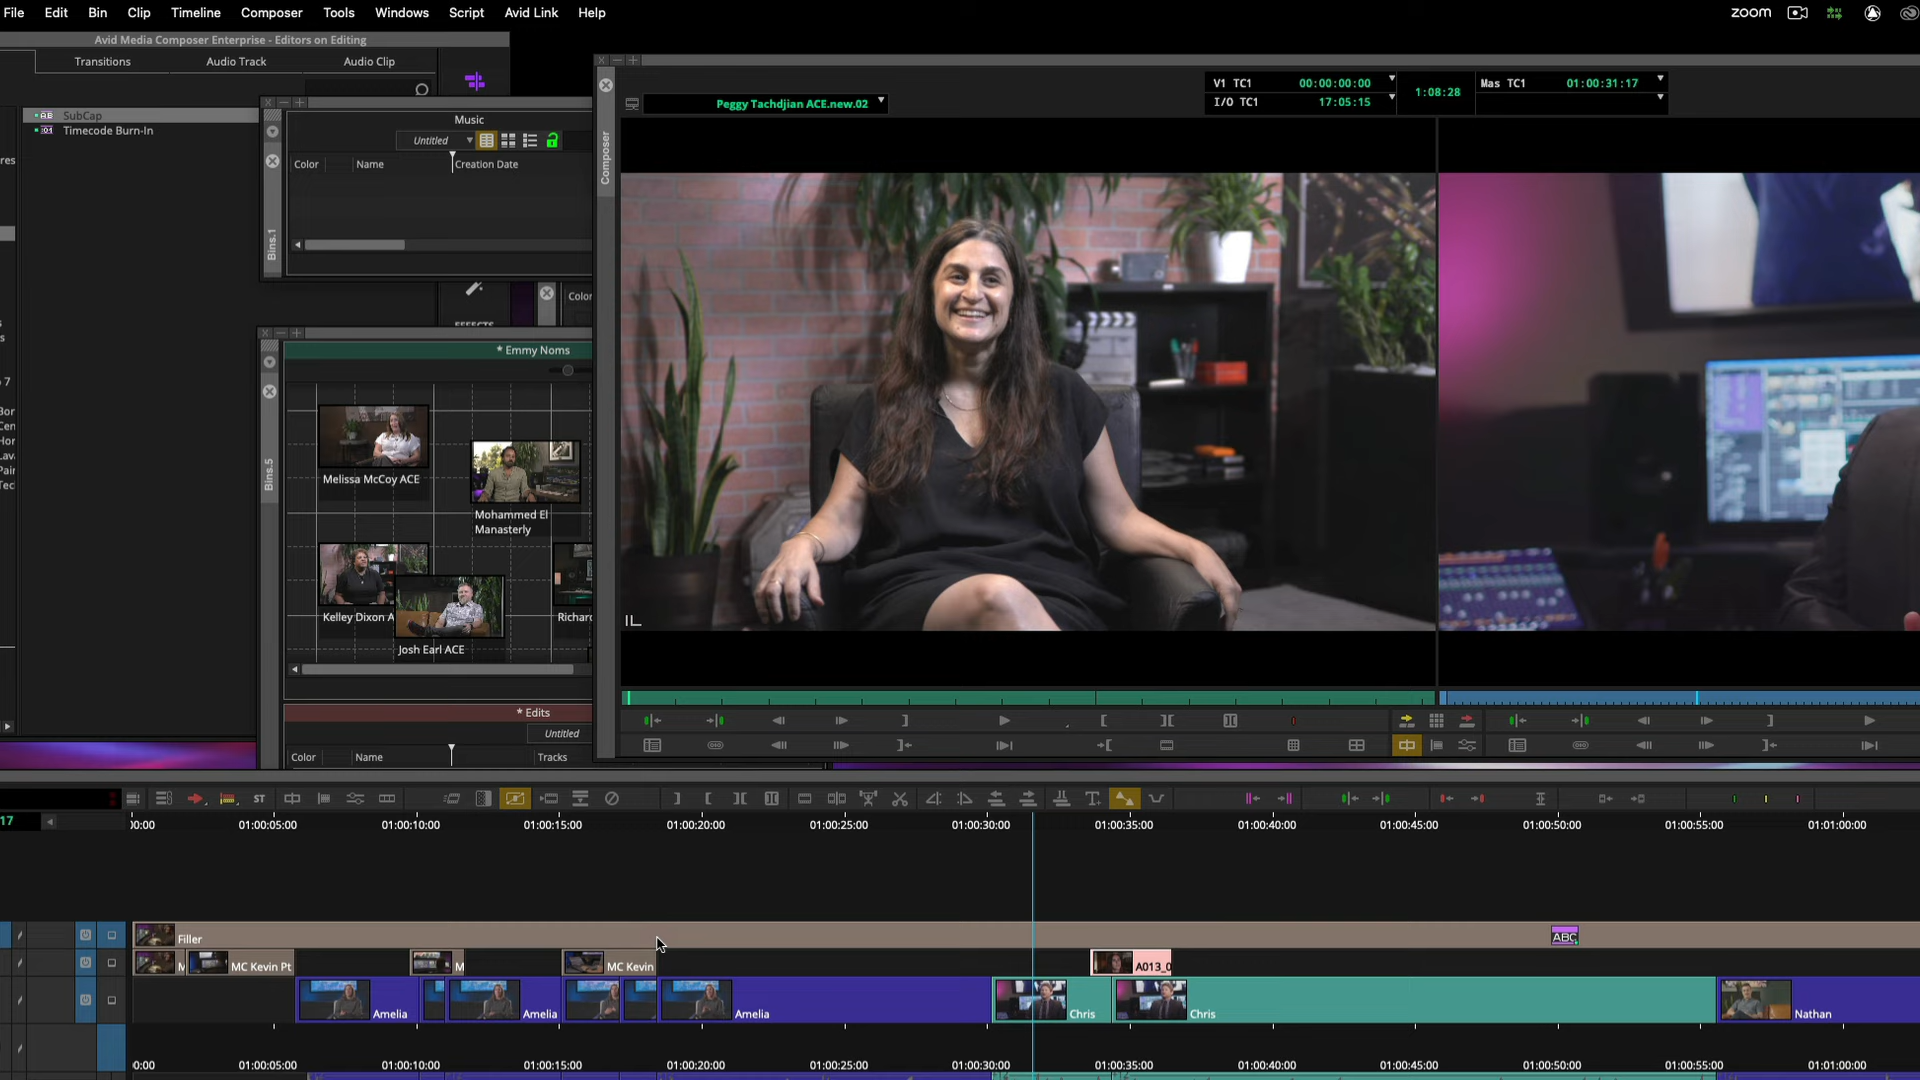 File Edit Bin Clip Timeline Composer Tools Windows Script Avid Link Help
zoom
Avid Media Composer Enterprise - Editors on Editing
Transitions Audio Track Audio Clip
SubCap
Timecode Burn-In
Music
Untitled
Color Name Creation Date
Bins.1
Composer
Peggy Tachdjian ACE.new.02
V1 TC1 00:00:00:00
I/O TC1 17:05:15
1:08:28
Mas TC1 01:00:31:17
EFFECTS
* Emmy Noms
Melissa McCoy ACE
Mohammed El
Manasterly
Kelley Dixon A
Josh Earl ACE
Richar
Bins.5
* Edits
Untitled
Color Name Tracks
ST
17
00:00 01:00:05:00 01:00:10:00 01:00:15:00 01:00:20:00 01:00:25:00 01:00:30:00 01:00:35:00 01:00:40:00 01:00:45:00 01:00:50:00 01:00:55:00 01:01:00:00
Filler ABC
M MC Kevin Pt M MC Kevin A013_0
Amelia Amelia Amelia Chris Chris Nathan
00:00 01:00:05:00 01:00:10:00 01:00:15:00 01:00:20:00 01:00:25:00 01:00:30:00 01:00:35:00 01:00:40:00 01:00:45:00 01:00:50:00 01:00:55:00 01:01:00:00